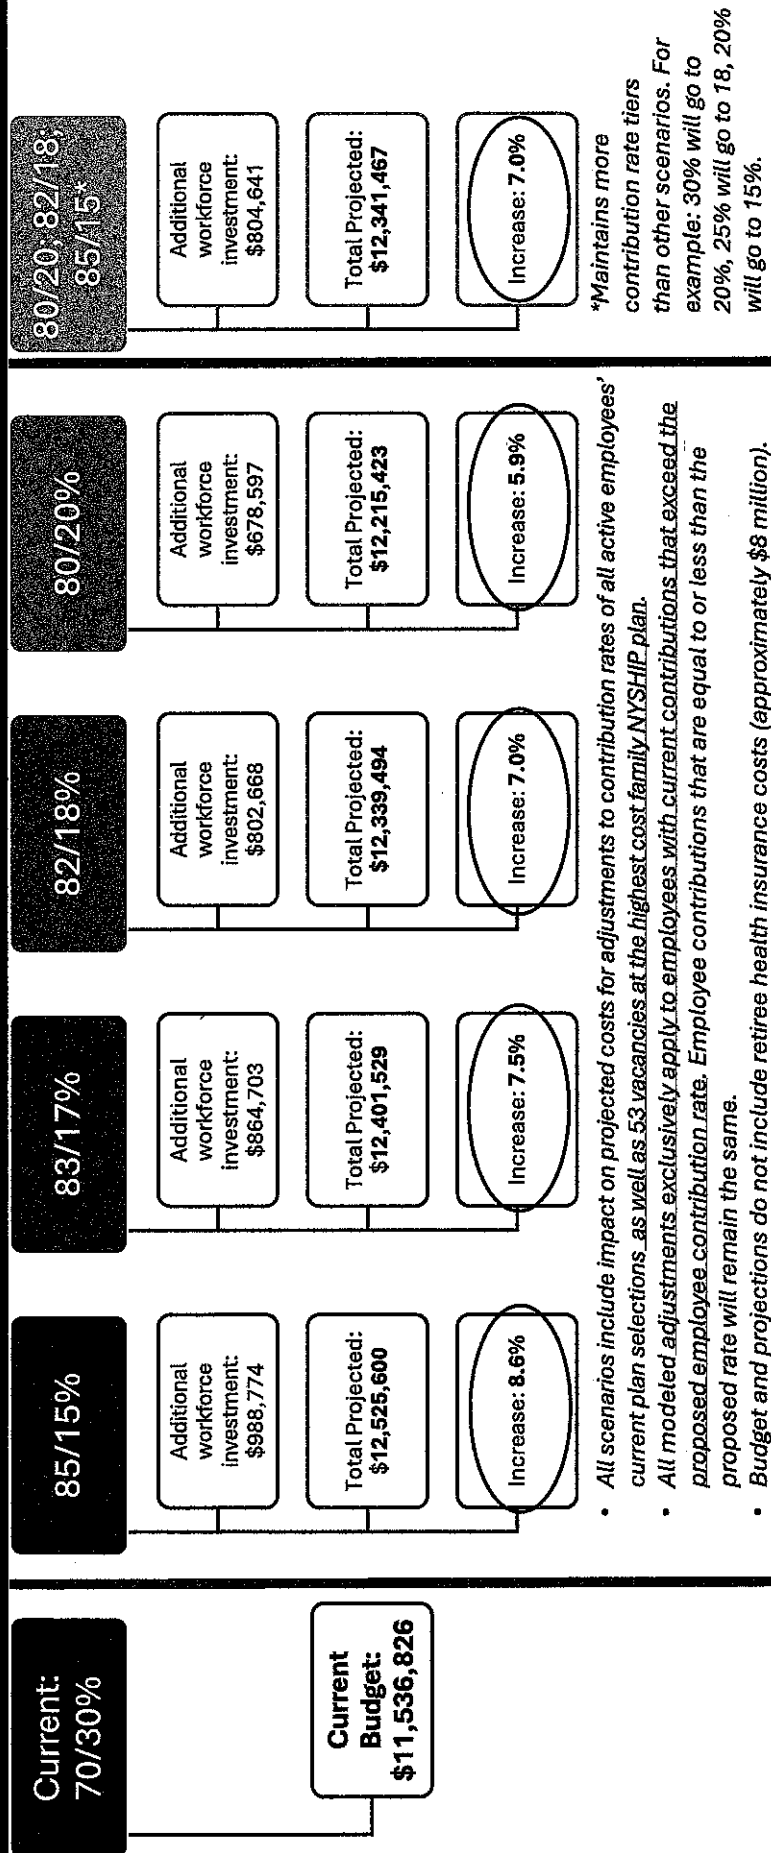 Current:
70/30%
Current
Budget:
$11,536,826
85/15%
Additional
workforce
investment:
$988,774
Total Projected:
$12,525,600
Increase: 8.6%
83/17%
Additional
workforce
investment:
$864,703
Total Projected:
$12,401,529
Increase: 7.5%
82/18%
Additional
workforce
investment:
$802,668
Total Projected:
$12,339,494
Increase: 7.0%
80/20%
Additional
workforce
investment:
$678,597
Total Projected:
$12,215,423
Increase: 5.9%
80/20; 82/18;
85/15*
Additional
workforce
investment:
$804,641
Total Projected:
$12,341,467
Increase: 7.0%
• All scenarios include impact on projected costs for adjustments to contribution rates of all active employees'
current plan selections, as well as 53 vacancies at the highest cost family NYSHIP plan.
• All modeled adjustments exclusively apply to employees with current contributions that exceed the
proposed employee contribution rate. Employee contributions that are equal to or less than the
proposed rate will remain the same.
• Budget and projections do not include retiree health insurance costs (approximately $8 million).
*Maintains more
contribution rate tiers
than other scenarios. For
example: 30% will go to
20%, 25% will go to 18, 20%
will go to 15%.